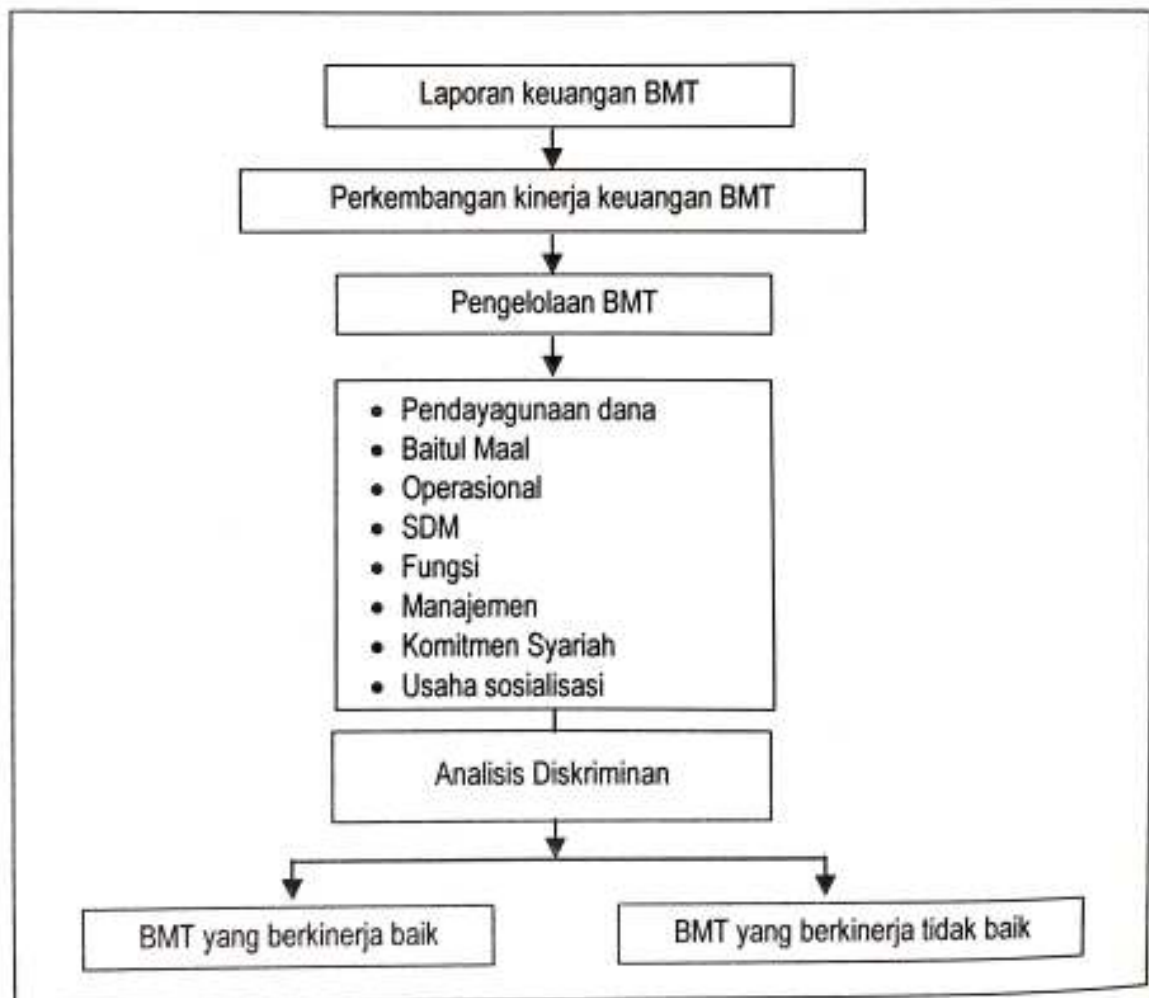 Laporan keuangan BMT
Perkembangan kinerja keuangan BMT
Pengelolaan BMT
• Pendayagunaan dana
• Baitul Maal
• Operasional
• SDM
• Fungsi
• Manajemen
• Komitmen Syariah
• Usaha sosialisasi
Analisis Diskriminan
BMT yang berkinerja baik
BMT yang berkinerja tidak baik